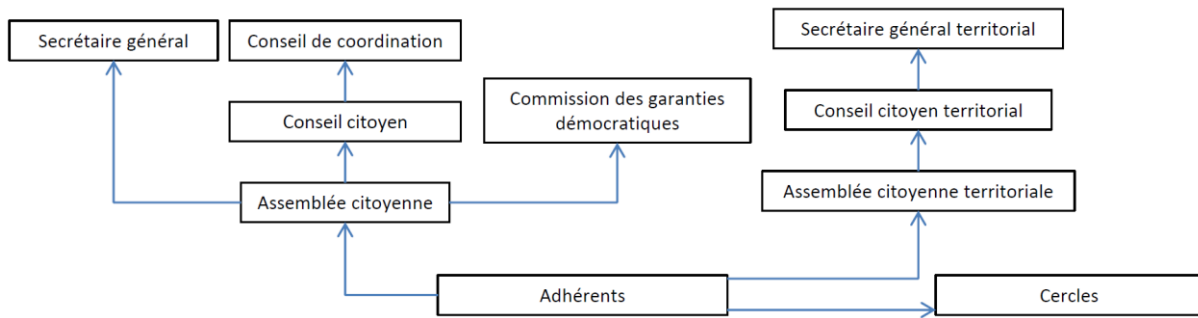 Secrétaire général
Conseil de coordination
Secrétaire général territorial
Commission des garanties
démocratiques
Conseil citoyen territorial
Conseil citoyen
Assemblée citoyenne
Assemblée citoyenne territoriale
Adhérents
Cercles